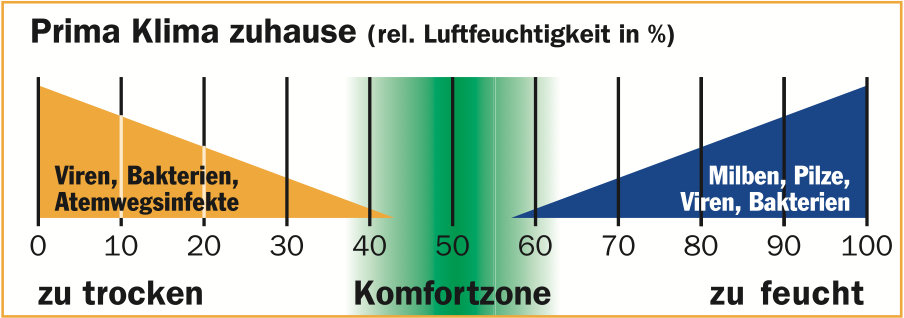 Prima Klima zuhause (rel. Luftfeuchtigkeit in %)
Viren, Bakterien,
Atemwegsinfekte
Milben, Pilze,
Viren, Bakterien
0 10 20 30 40 50 60 70 80 90 100
zu trocken Komfortzone zu feucht